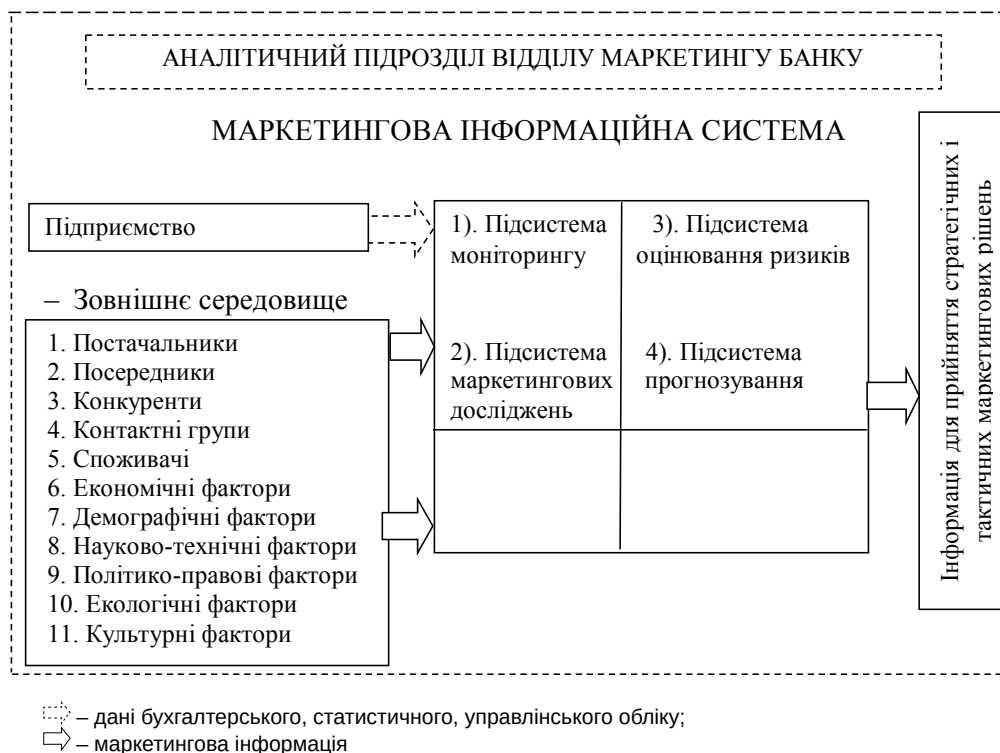 АНАЛІТИЧНИЙ ПІДРОЗДІЛ ВІДДІЛУ МАРКЕТИНГУ БАНКУ
МАРКЕТИНГОВА ІНФОРМАЦІЙНА СИСТЕМА
Підприємство
– Зовнішнє середовище
1. Постачальники
2. Посередники
3. Конкуренти
4. Контактні групи
5. Споживачі
6. Економічні фактори
7. Демографічні фактори
8. Науково-технічні фактори
9. Політико-правові фактори
10. Екологічні фактори
11. Культурні фактори
1). Підсистема
моніторингу
2). Підсистема
маркетингових
досліджень
3). Підсистема
оцінювання ризиків
4). Підсистема
прогнозування
Інформація для прийняття стратегічних і
тактичних маркетингових рішень
– дані бухгалтерського, статистичного, управлінського обліку;
– маркетингова інформація